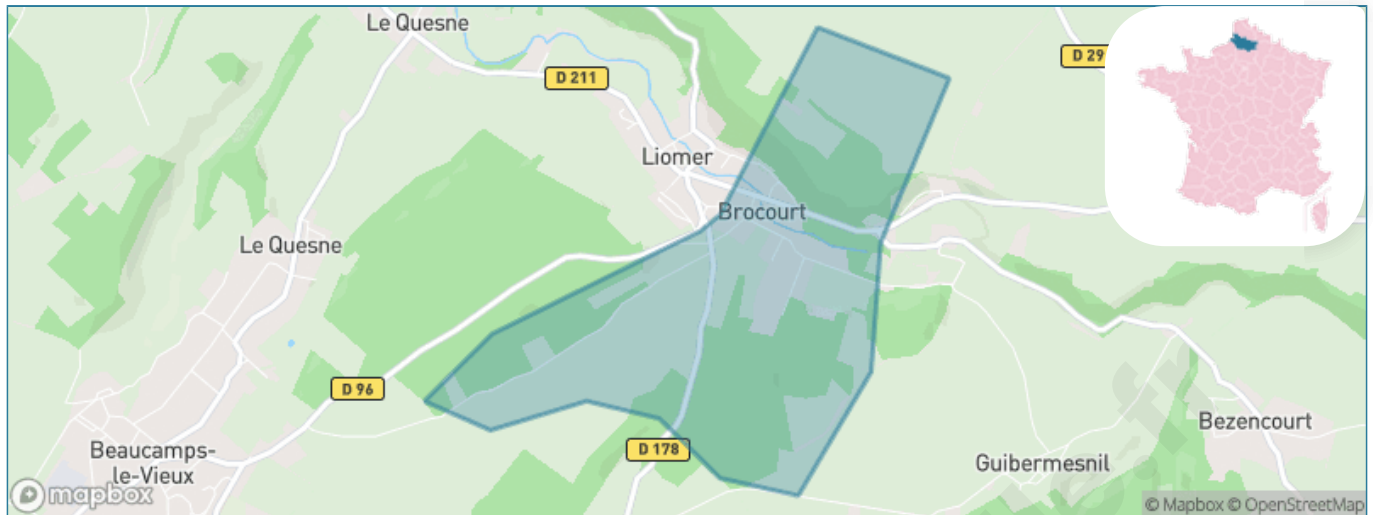 Le Quesne
D 211
D 29
Liomer
Brocourt
Le Quesne
D 96
Beaucamps-
le-Vieux
D 178
Bezencourt
Guibermesnil
mapbox
© Mapbox © OpenStreetMap